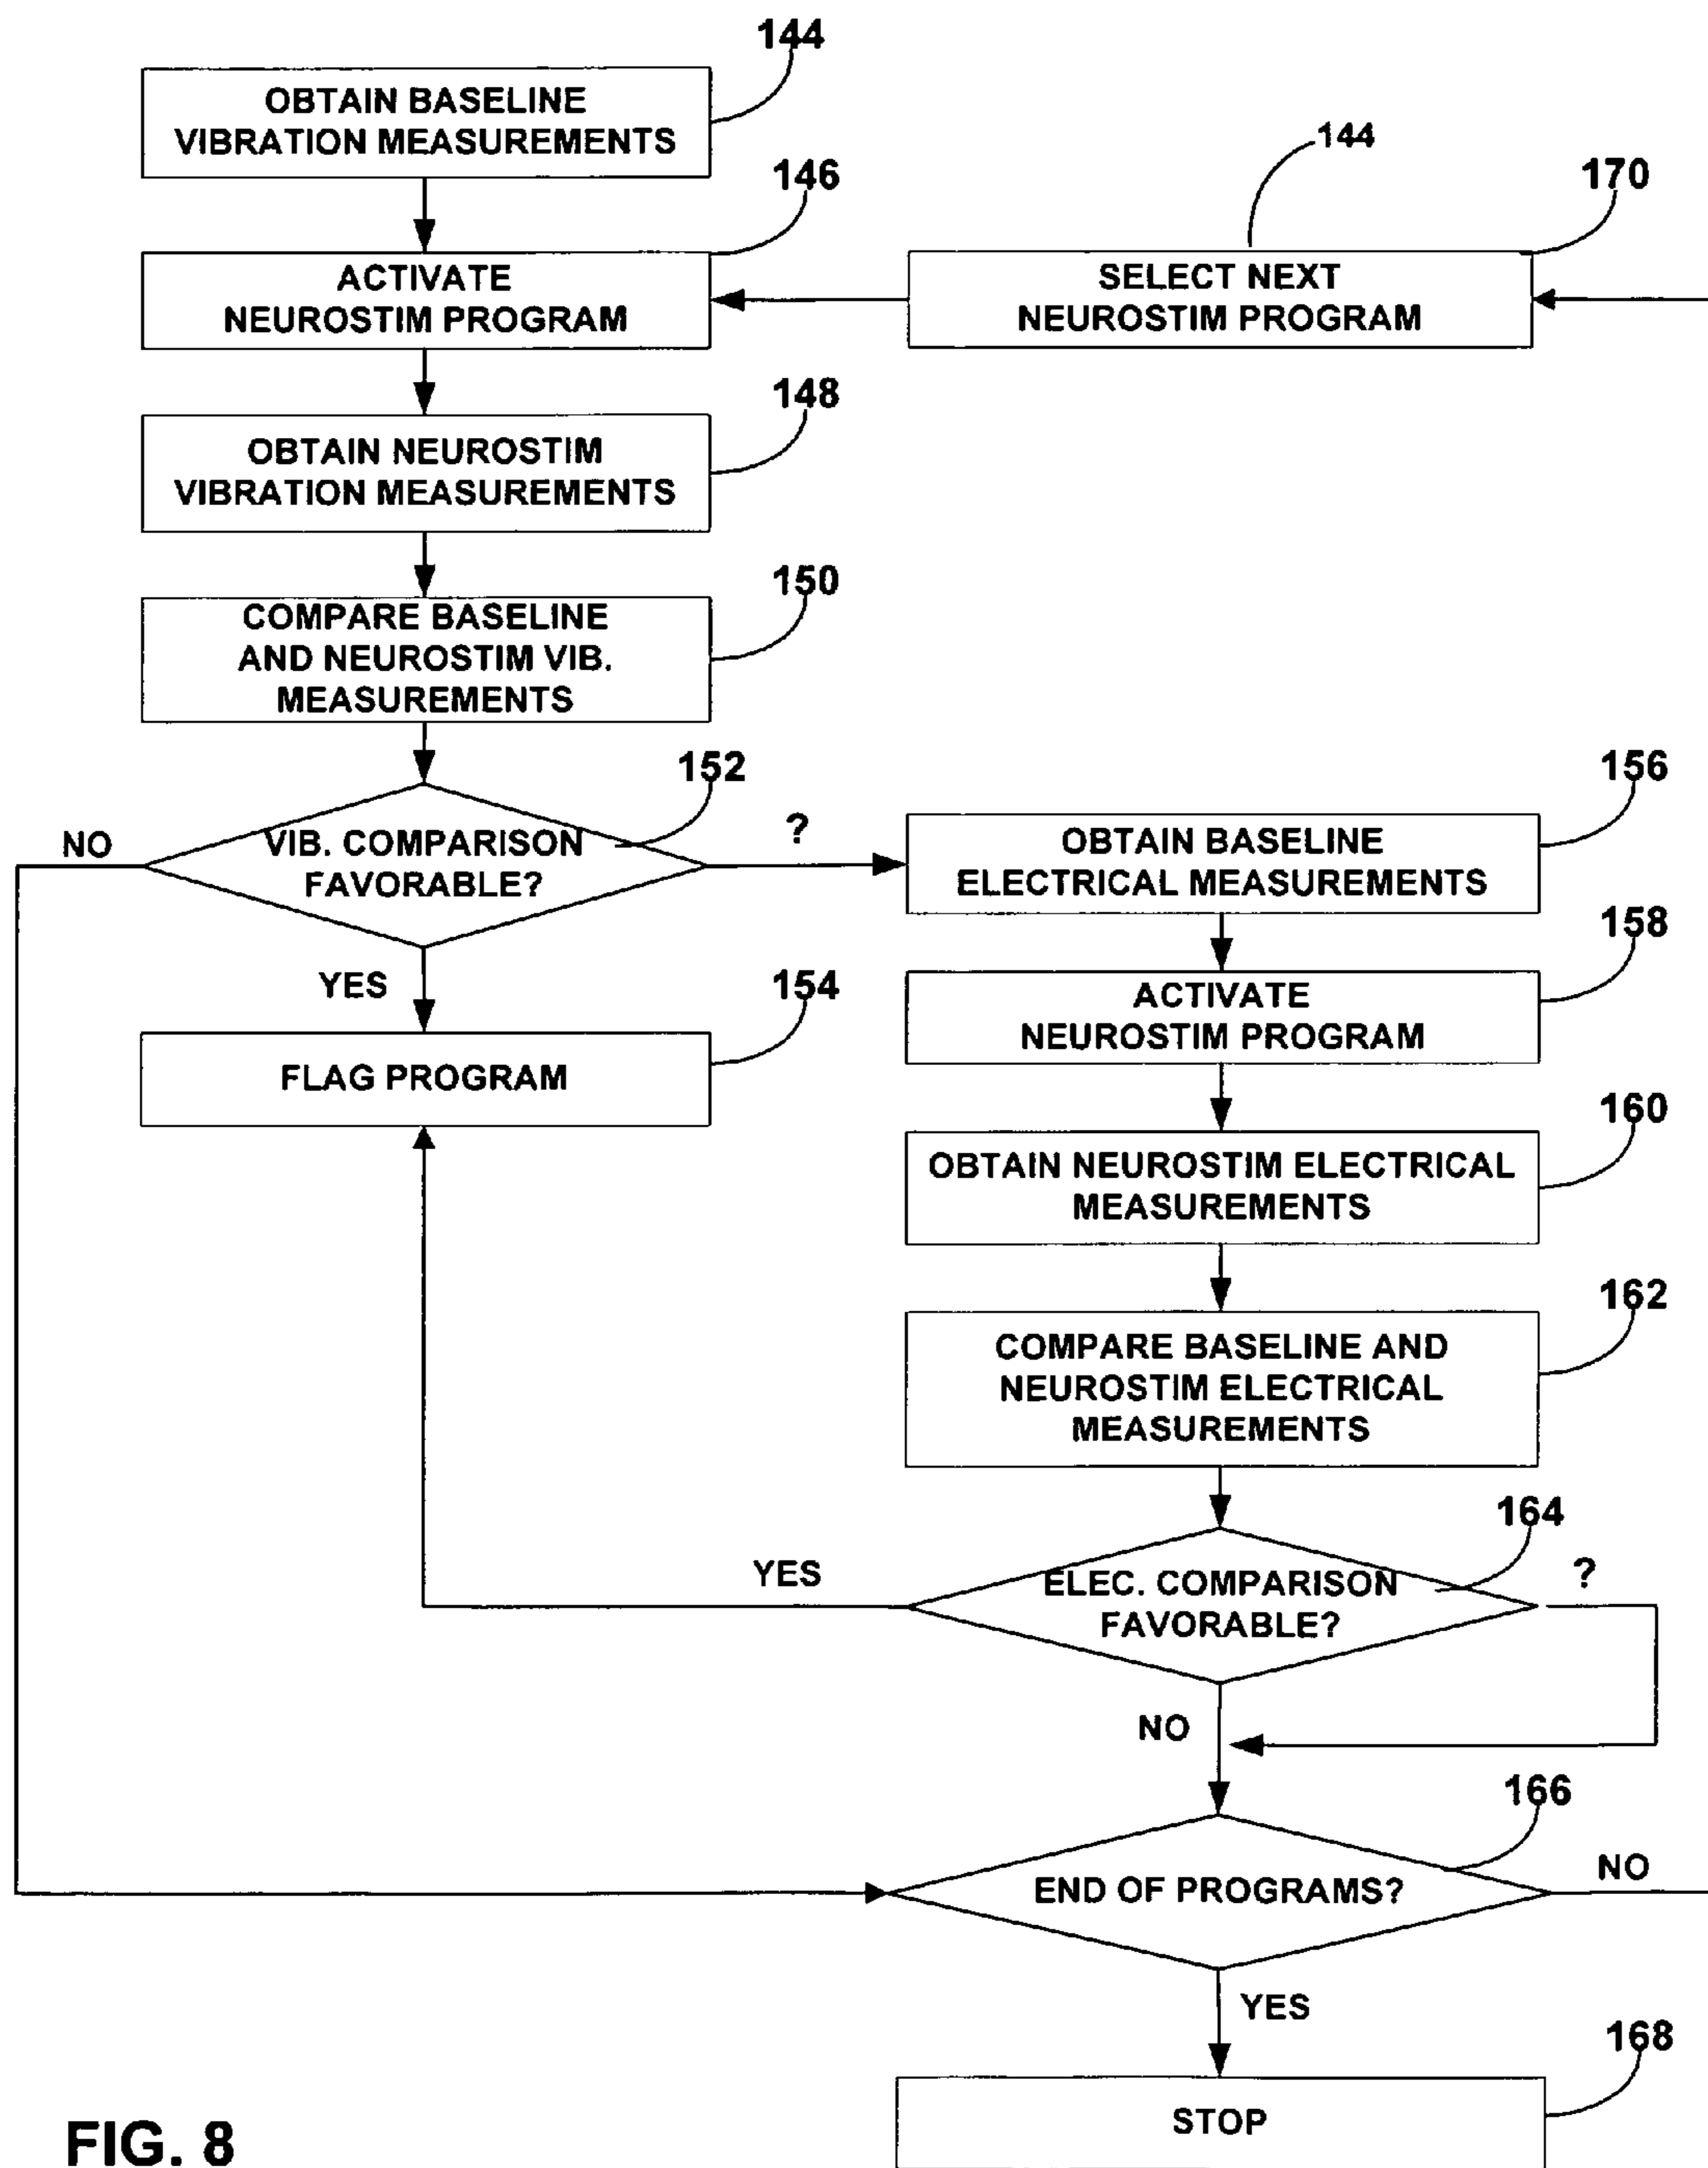 144
OBTAIN BASELINE
VIBRATION MEASUREMENTS
146
ACTIVATE
NEUROSTIM PROGRAM
144
170
SELECT NEXT
NEUROSTIM PROGRAM
148
OBTAIN NEUROSTIM
VIBRATION MEASUREMENTS
150
COMPARE BASELINE
AND NEUROSTIM VIB.
MEASUREMENTS
152
NO
VIB. COMPARISON
FAVORABLE?
?
YES
154
FLAG PROGRAM
156
OBTAIN BASELINE
ELECTRICAL MEASUREMENTS
158
ACTIVATE
NEUROSTIM PROGRAM
160
OBTAIN NEUROSTIM ELECTRICAL
MEASUREMENTS
162
COMPARE BASELINE AND
NEUROSTIM ELECTRICAL
MEASUREMENTS
164
YES
ELEC. COMPARISON
FAVORABLE?
?
NO
166
END OF PROGRAMS?
NO
YES
168
STOP
FIG. 8